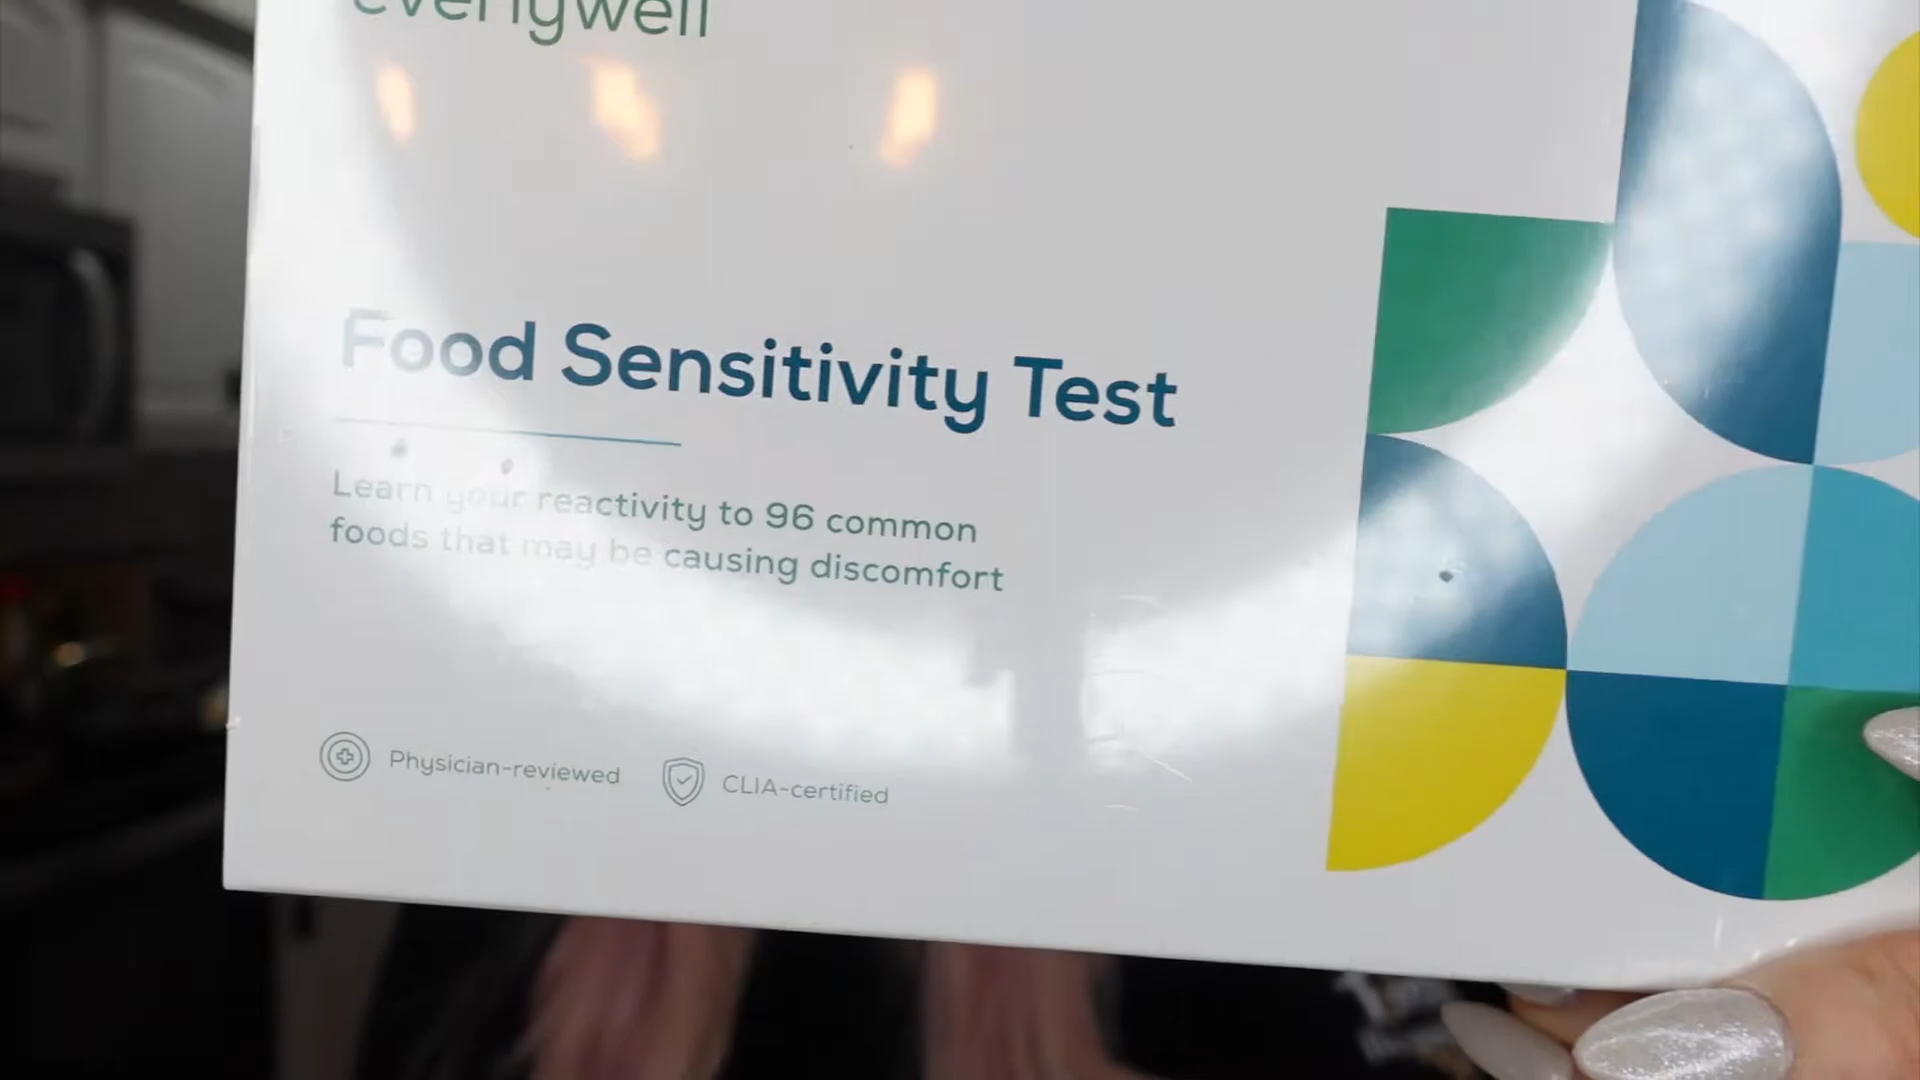 everlywell
Food Sensitivity Test
Learn your reactivity to 96 common
foods that may be causing discomfort
Physician-reviewed
CLIA-certified